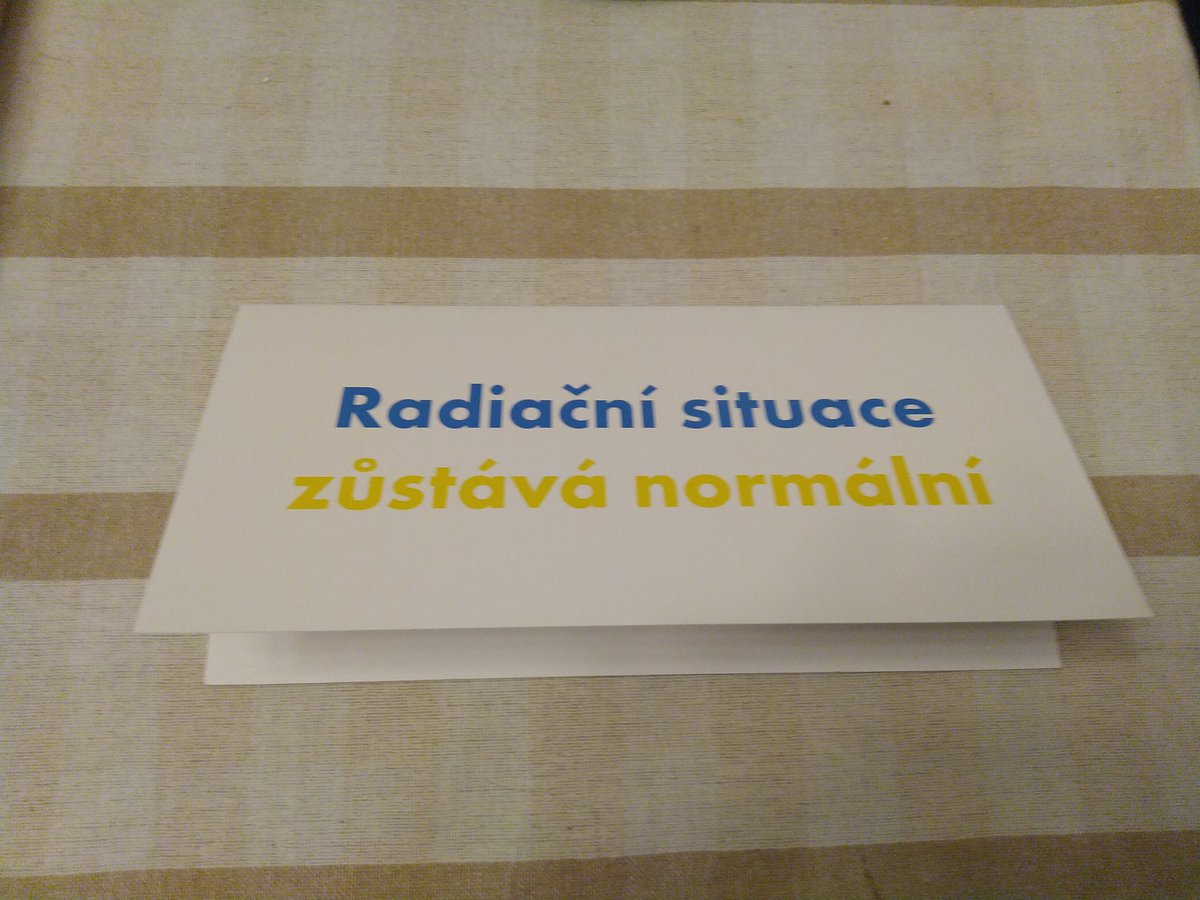 Radiační situace
zůstává normální